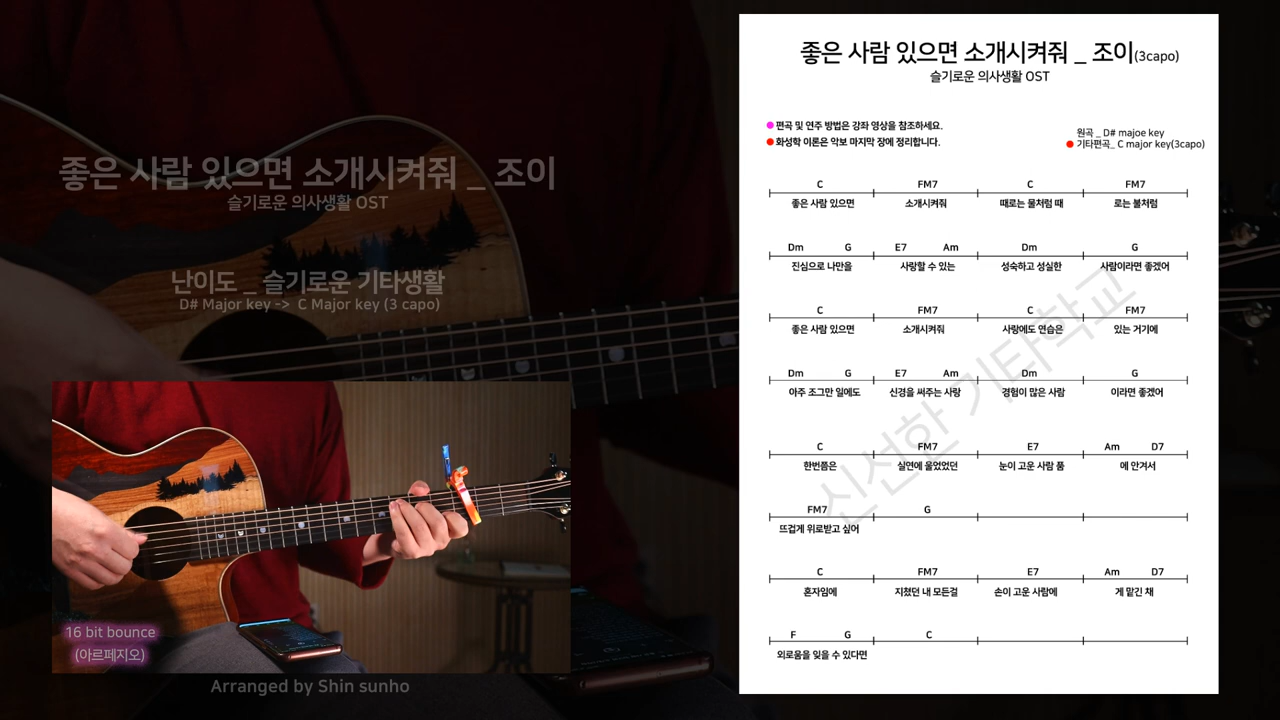 좋은 사람 있으면 소개시켜줘 _ 조이
슬기로운 의사생활 OST
난이도 _ 슬기로운 기타생활
D# Major key -> C Major key (3 capo)
16 bit bounce
(아르페지오)
Arranged by Shin sunho
좋은 사람 있으면 소개시켜줘 _ 조이(3capo)
슬기로운 의사생활 OST
편곡 및 연주 방법은 강좌 영상을 참조하세요.
화성학 이론은 악보 마지막 장에 정리합니다.
원곡 _ D# majoe key
기타편곡_ C major key(3capo)
C FM7 C FM7
좋은 사람 있으면 소개시켜줘 때로는 물처럼 때 로는 불처럼
Dm G E7 Am Dm G
진심으로 나만을 사랑할 수 있는 성숙하고 성실한 사람이라면 좋겠어
C FM7 C FM7
좋은 사람 있으면 소개시켜줘 사랑에도 연습은 있는 거기에
Dm G E7 Am Dm G
아주 조그만 일에도 신경을 써주는 사랑 경험이 많은 사람 이라면 좋겠어
C FM7 E7 Am D7
한번쯤은 실연에 울었었던 눈이 고운 사람 품 에 안겨서
FM7 G
뜨겁게 위로받고 싶어
C FM7 E7 Am D7
혼자임에 지쳤던 내 모든걸 손이 고운 사람에 게 맡긴 채
F G C
외로움을 잊을 수 있다면
신선한 기타학교